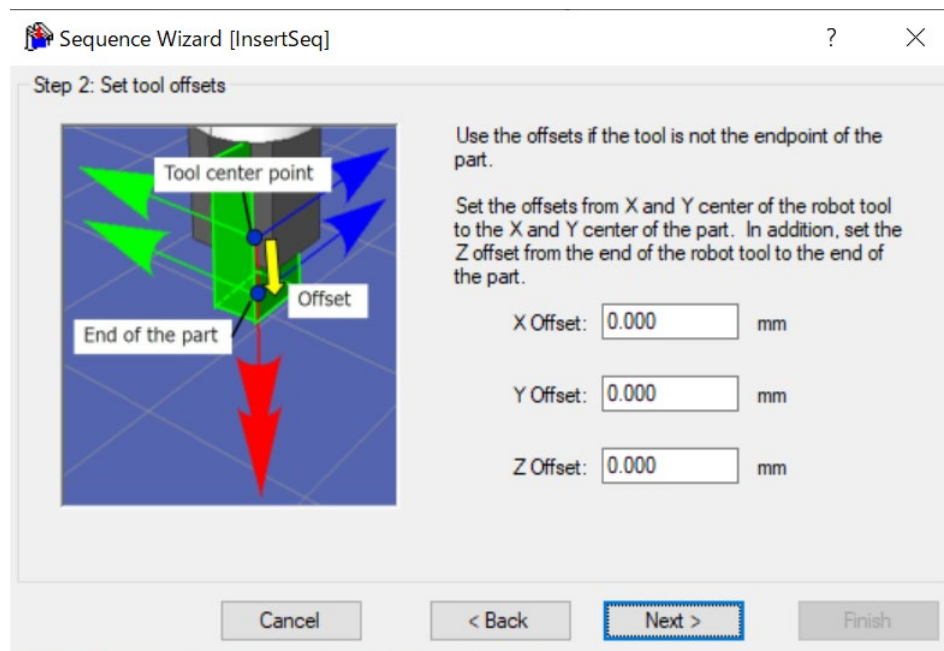 Sequence Wizard [InsertSeq]
?
Step 2: Set tool offsets
Tool center point
Offset
End of the part
Use the offsets if the tool is not the endpoint of the
part.
Set the offsets from X and Y center of the robot tool
to the X and Y center of the part. In addition, set the
Z offset from the end of the robot tool to the end of
the part.
X Offset: 0.000 mm
Y Offset: 0.000 mm
Z Offset: 0.000 mm
Cancel < Back Next > Finish